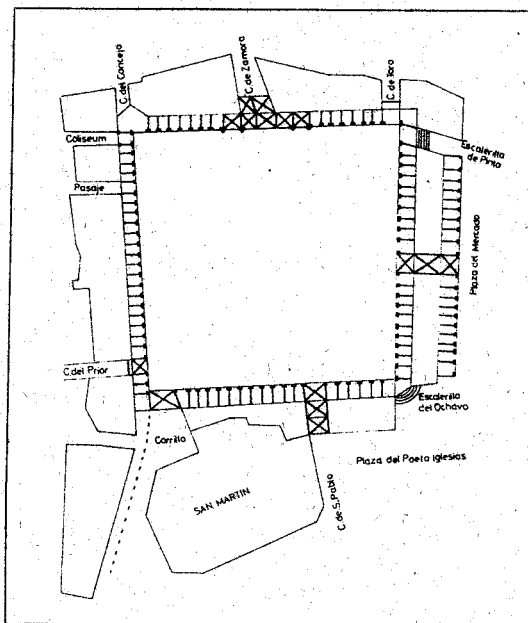 C. del Concejo
C. de Zamora
C. de Toro
Coliseum
Escalerilla
de Pinto
Pasaje
Plaza del Mercado
C. del Prior
Escalerilla
del Ochavo
Corrillo
Plaza del Poeta Iglesias
SAN MARTIN
C. de S. Pablo